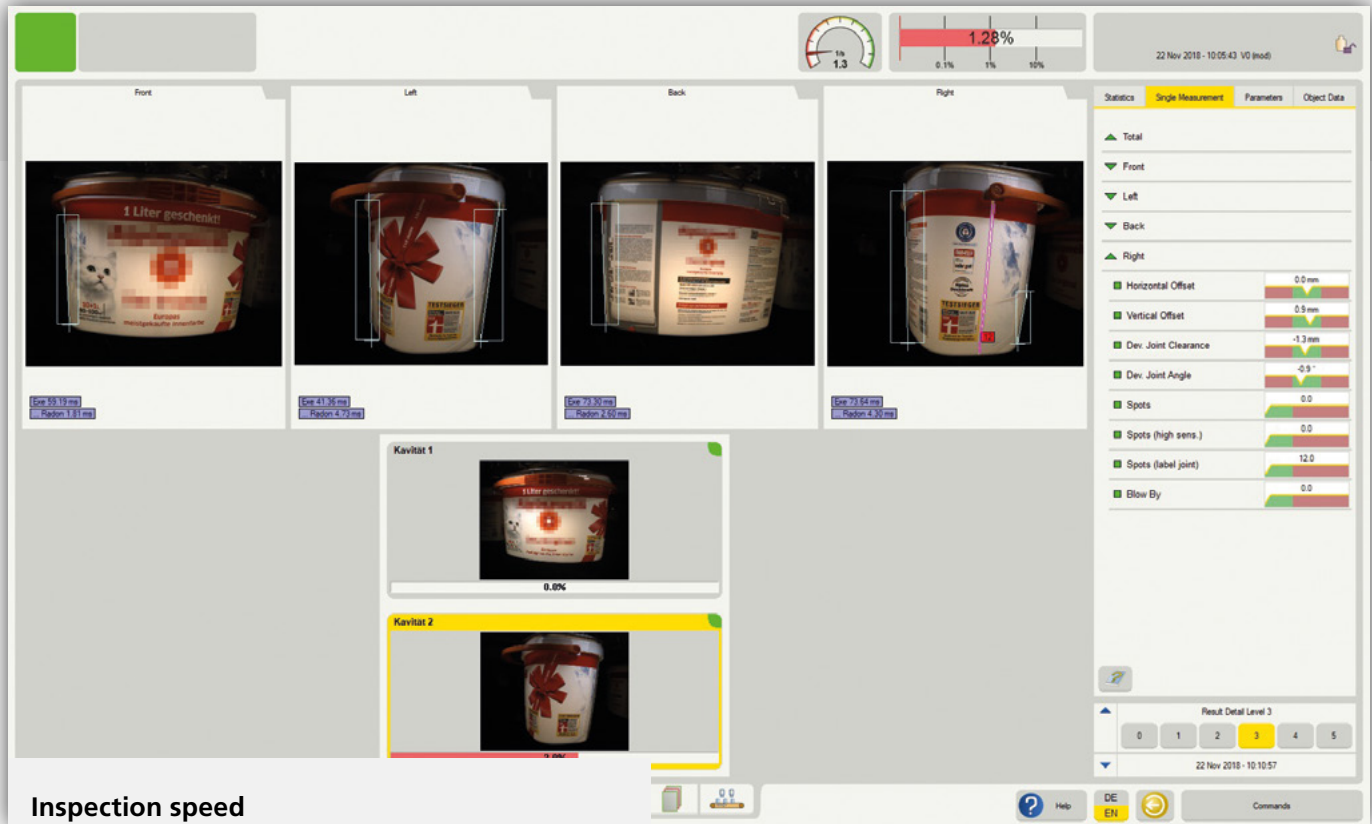 1.28%
1/s
1.3
0.1% 1% 10%
22 Nov 2018 - 10:05:43 V0 (mod)
Front
Left
Back
Right
1 Liter geschenkt!
Europas
meistgekaufte Innenfarbe
TESTSIEGER
TESTSIEGER
12
Exe 59.19 ms
... Radon 1.81 ms
Exe 41.36 ms
... Radon 4.73 ms
Exe 73.30 ms
... Radon 2.60 ms
Exe 73.64 ms
... Radon 4.30 ms
Statistics Single Measurement Parameters Object Data
Total
Front
Left
Back
Right
Horizontal Offset 0.0 mm
Vertical Offset 0.9 mm
Dev. Joint Clearance -1.3 mm
Dev. Joint Angle -0.9 °
Spots 0.0
Spots (high sens.) 0.0
Spots (label joint) 12.0
Blow By 0.0
Kavität 1
1 Liter geschenkt!
0.0%
Kavität 2
Result Detail Level 3
0 1 2 3 4 5
22 Nov 2018 - 10:10:57
Inspection speed
Help
DE
EN
Commands